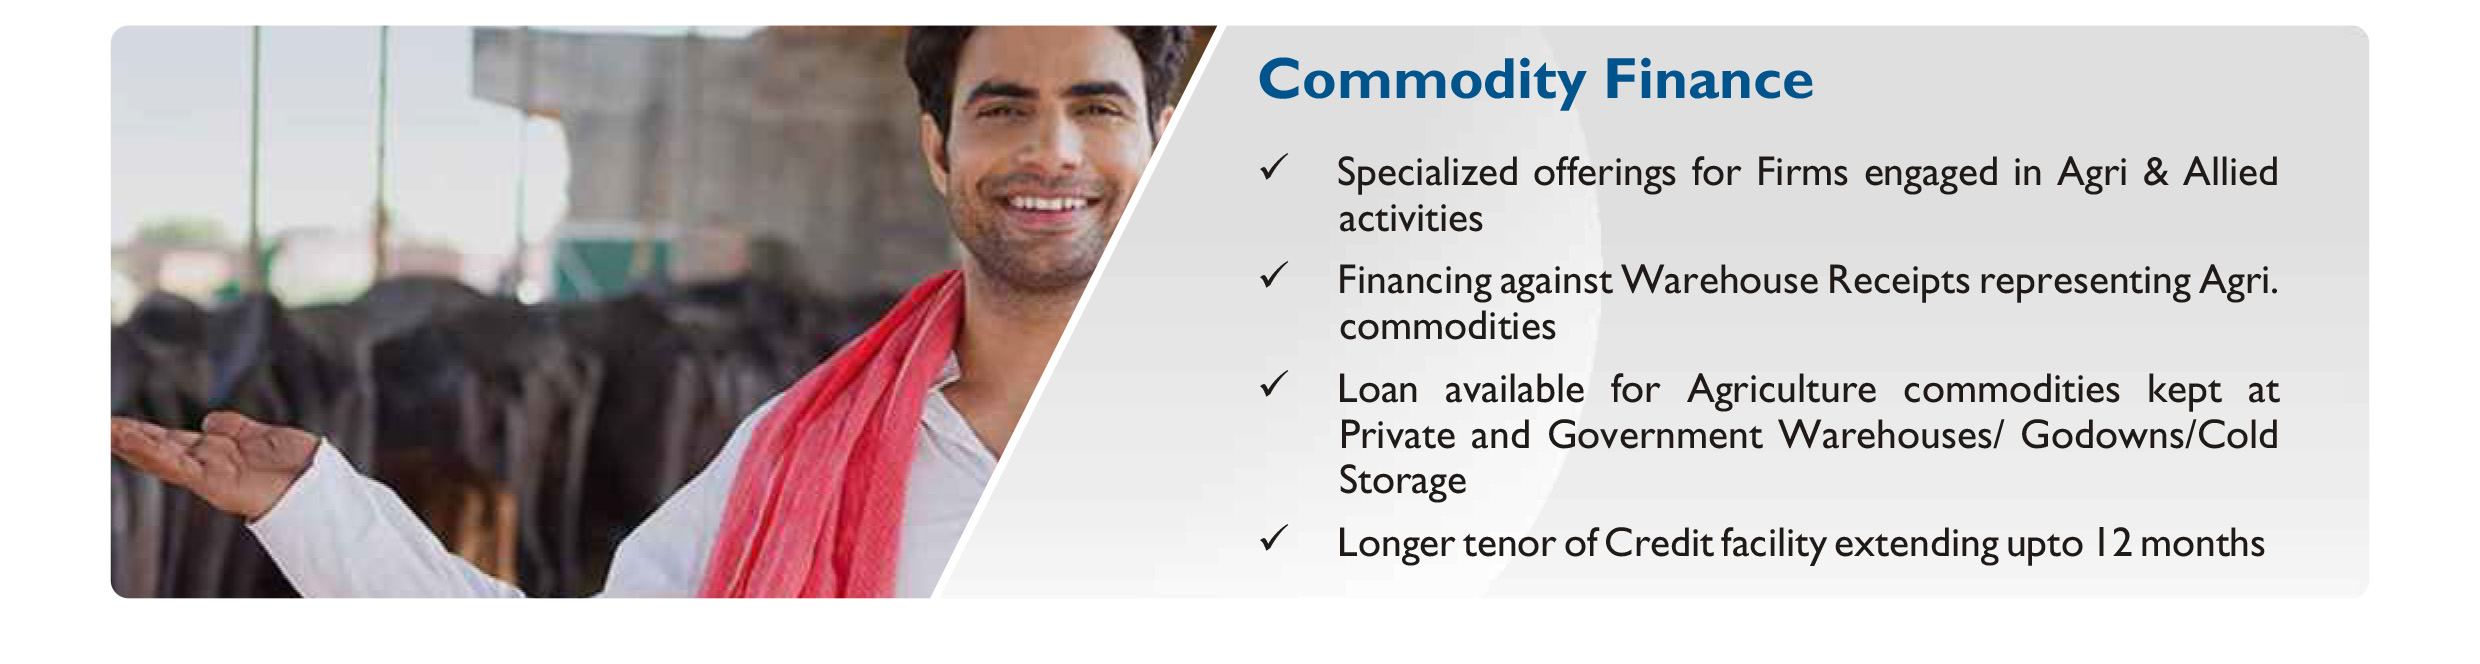 Commodity Finance
✓ Specialized offerings for Firms engaged in Agri & Allied
activities
✓ Financing against Warehouse Receipts representing Agri.
commodities
✓ Loan available for Agriculture commodities kept at
Private and Government Warehouses/ Godowns/Cold
Storage
✓ Longer tenor of Credit facility extending upto 12 months